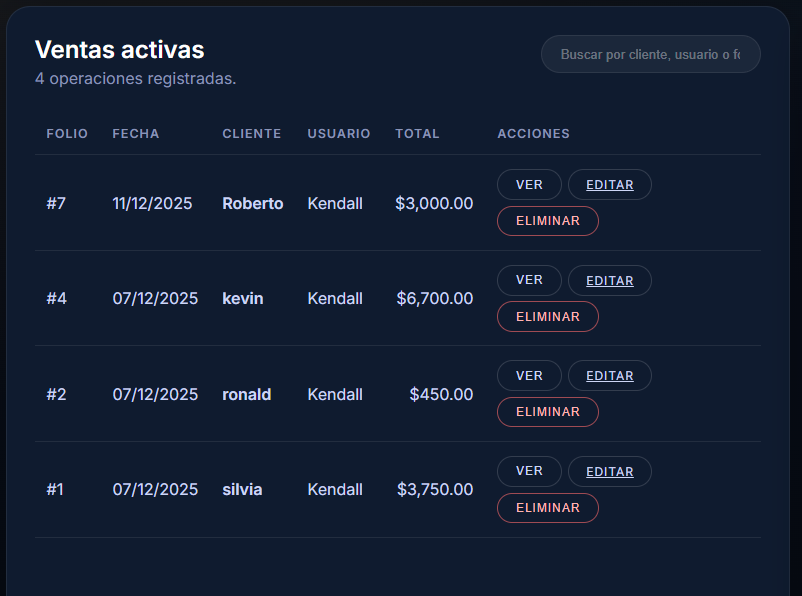 Ventas activas
4 operaciones registradas.
Buscar por cliente, usuario o fo
FOLIO FECHA CLIENTE USUARIO TOTAL ACCIONES
#7 11/12/2025 Roberto Kendall $3,000.00 VER EDITAR
ELIMINAR
#4 07/12/2025 kevin Kendall $6,700.00 VER EDITAR
ELIMINAR
#2 07/12/2025 ronald Kendall $450.00 VER EDITAR
ELIMINAR
#1 07/12/2025 silvia Kendall $3,750.00 VER EDITAR
ELIMINAR